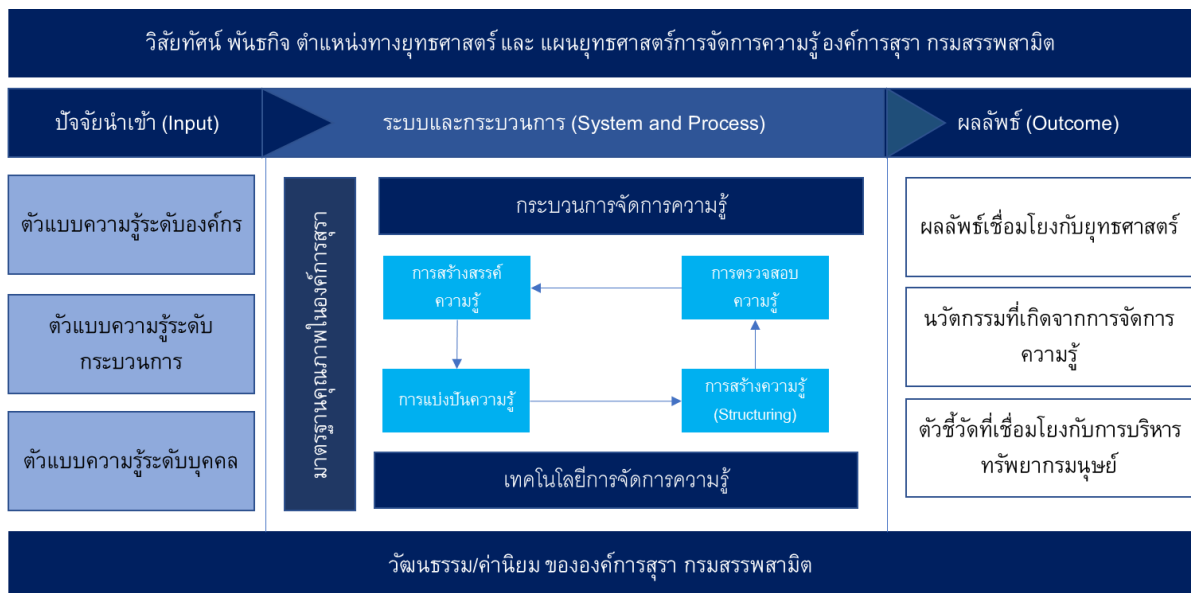 วิสัยทัศน์ พันธกิจ ตำแหน่งทางยุทธศาสตร์ และ แผนยุทธศาสตร์การจัดการความรู้ องค์การสุรา กรมสรรพสามิต
ปัจจัยนำเข้า (Input)
ระบบและกระบวนการ (System and Process)
ผลลัพธ์ (Outcome)
ตัวแบบความรู้ระดับองค์กร
ตัวแบบความรู้ระดับ
กระบวนการ
ตัวแบบความรู้ระดับบุคคล
มาตรฐานคุณภาพในองค์การสุรา
กระบวนการจัดการความรู้
การสร้างสรรค์
ความรู้
การตรวจสอบ
ความรู้
การแบ่งปันความรู้
การสร้างความรู้
(Structuring)
เทคโนโลยีการจัดการความรู้
ผลลัพธ์เชื่อมโยงกับยุทธศาสตร์
นวัตกรรมที่เกิดจากการจัดการ
ความรู้
ตัวชี้วัดที่เชื่อมโยงกับการบริหาร
ทรัพยากรมนุษย์
วัฒนธรรม/ค่านิยม ขององค์การสุรา กรมสรรพสามิต